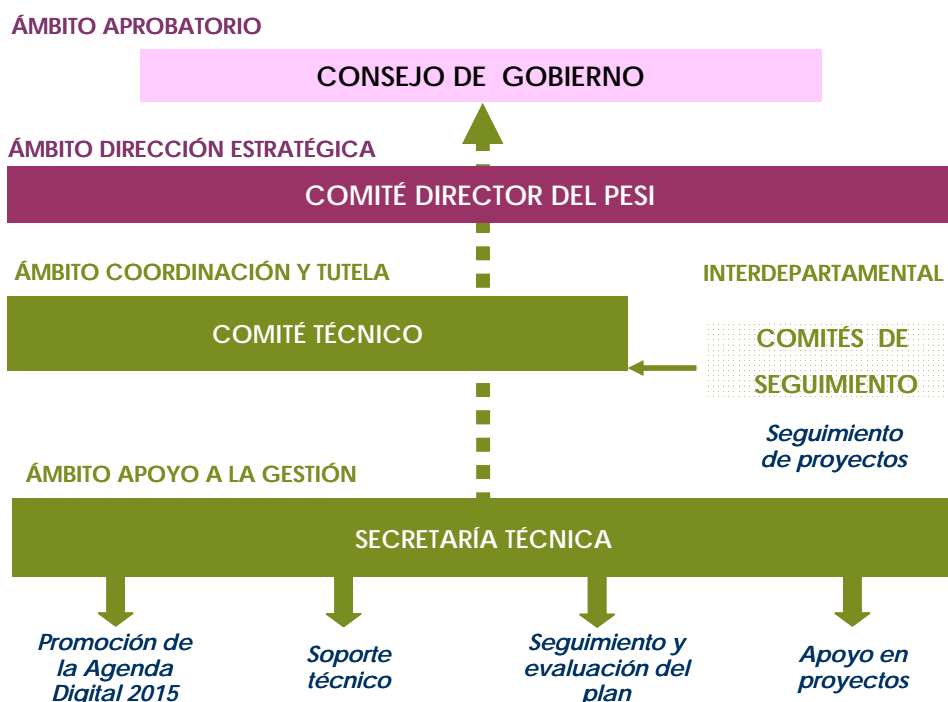 ÁMBITO APROBATORIO
CONSEJO DE GOBIERNO
ÁMBITO DIRECCIÓN ESTRATÉGICA
COMITÉ DIRECTOR DEL PESI
ÁMBITO COORDINACIÓN Y TUTELA
INTERDEPARTAMENTAL
COMITÉ TÉCNICO
COMITÉS DE
SEGUIMIENTO
Seguimiento
de proyectos
ÁMBITO APOYO A LA GESTIÓN
SECRETARÍA TÉCNICA
Promoción de
la Agenda
Digital 2015
Soporte
técnico
Seguimiento y
evaluación del
plan
Apoyo en
proyectos